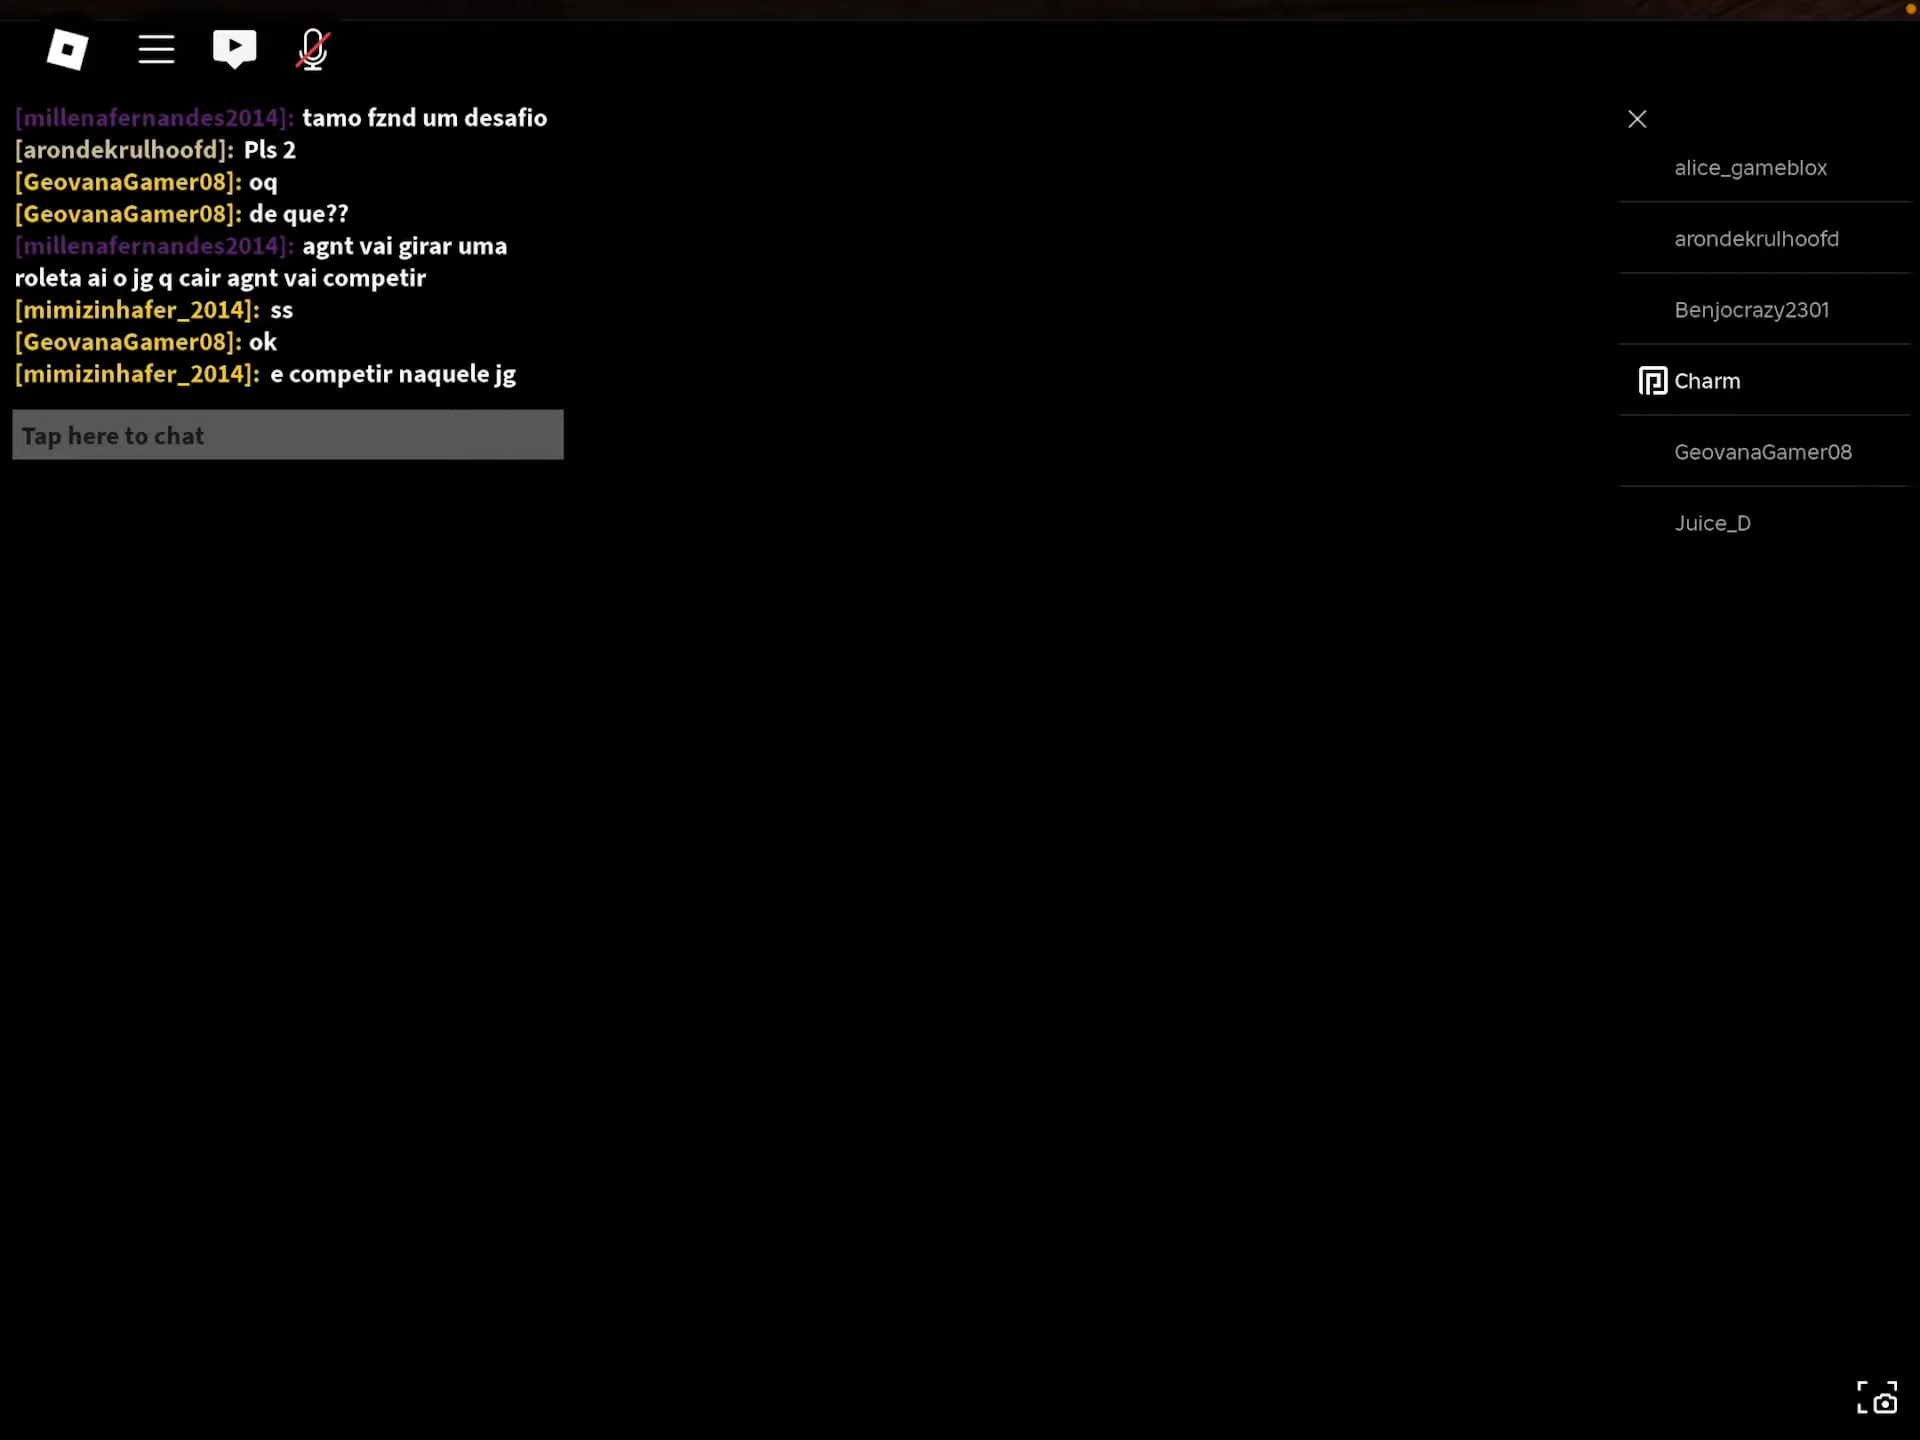 [millenafernandes2014]: tamo fznd um desafio
[arondekrulhoofd]: Pls 2
[GeovanaGamer08]: oq
[GeovanaGamer08]: de que??
[millenafernandes2014]: agnt vai girar uma
roleta ai o jg q cair agnt vai competir
[mimizinhafer_2014]: ss
[GeovanaGamer08]: ok
[mimizinhafer_2014]: e competir naquele jg
Tap here to chat
alice_gameblox
arondekrulhoofd
Benjocrazy2301
Charm
GeovanaGamer08
Juice_D